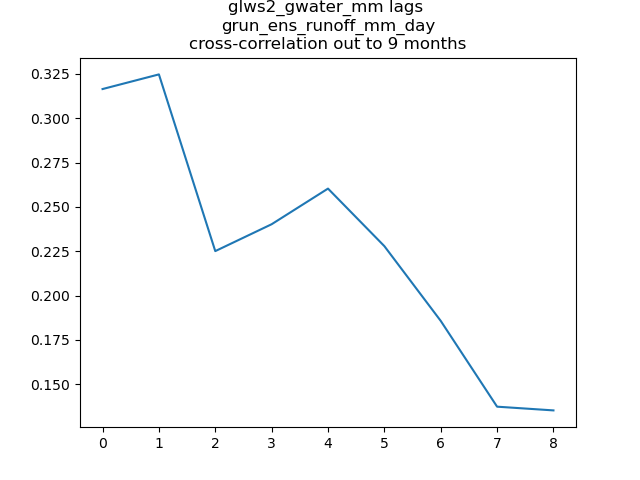 glws2_gwater_mm lags
grun_ens_runoff_mm_day
cross-correlation out to 9 months
0.325
0.300
0.275
0.250
0.225
0.200
0.175
0.150
0 1 2 3 4 5 6 7 8